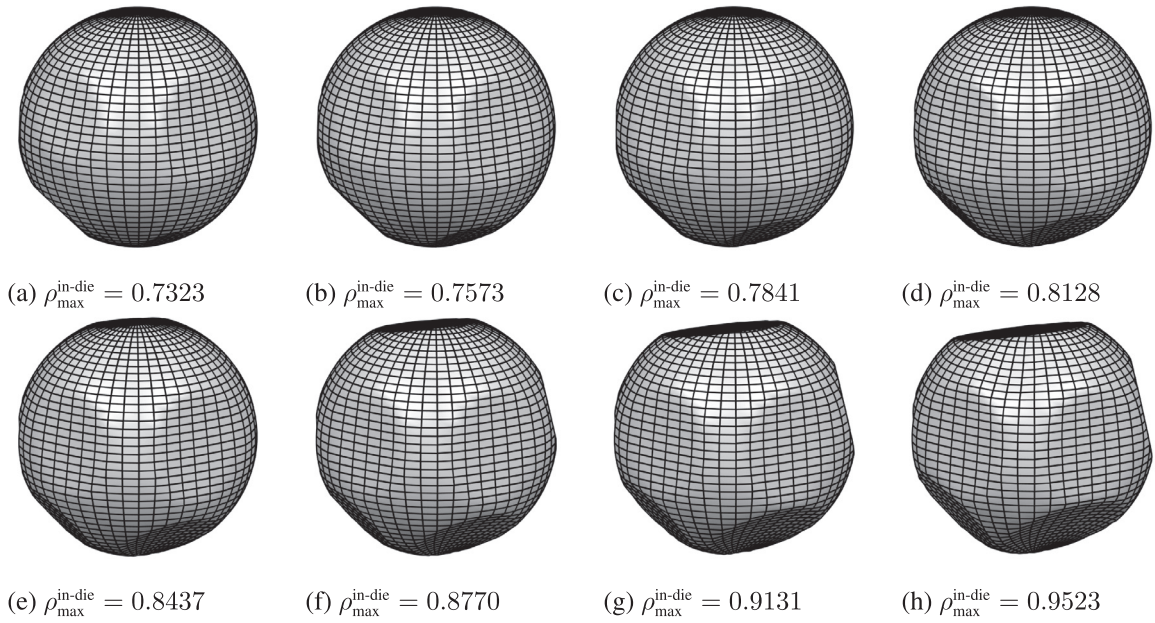 (a) ρ_max^in-die = 0.7323
(b) ρ_max^in-die = 0.7573
(c) ρ_max^in-die = 0.7841
(d) ρ_max^in-die = 0.8128
(e) ρ_max^in-die = 0.8437
(f) ρ_max^in-die = 0.8770
(g) ρ_max^in-die = 0.9131
(h) ρ_max^in-die = 0.9523